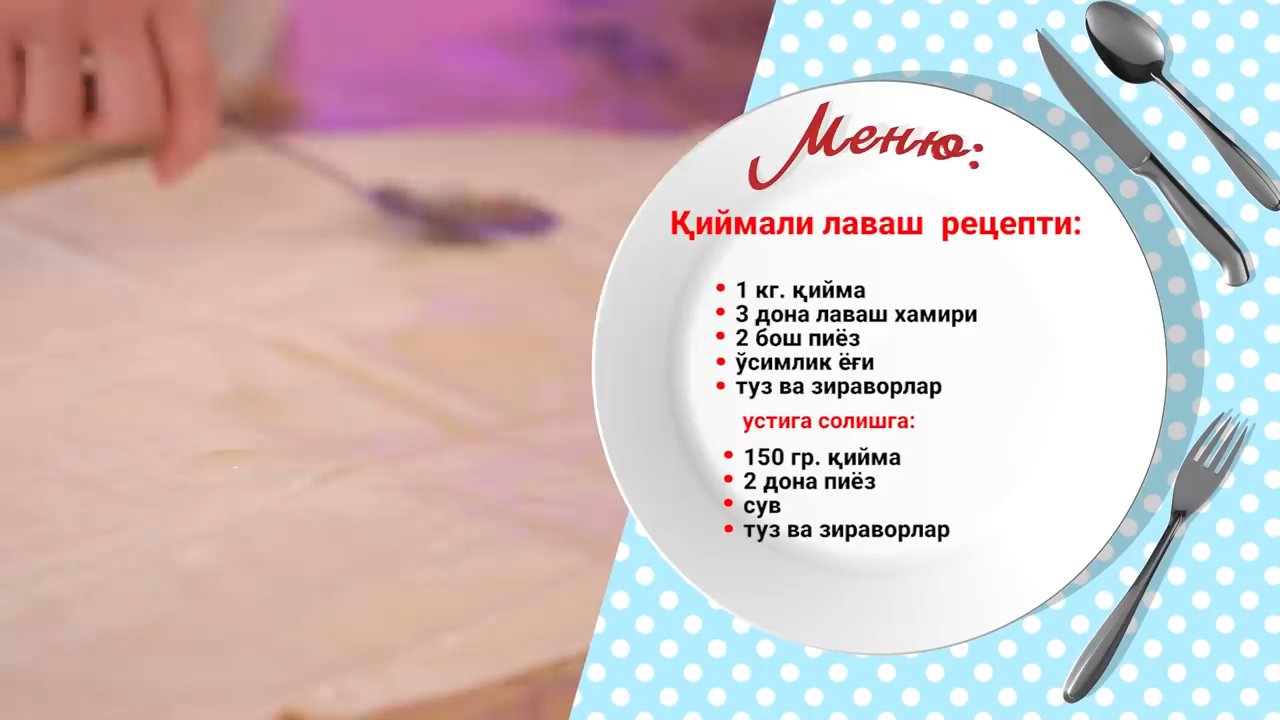 Меню:
Қиймали лаваш рецепти:
• 1 кг. қийма
• 3 дона лаваш хамири
• 2 бош пиёз
• ўсимлик ёғи
• туз ва зираворлар
устига солишга:
• 150 гр. қийма
• 2 дона пиёз
• сув
• туз ва зираворлар